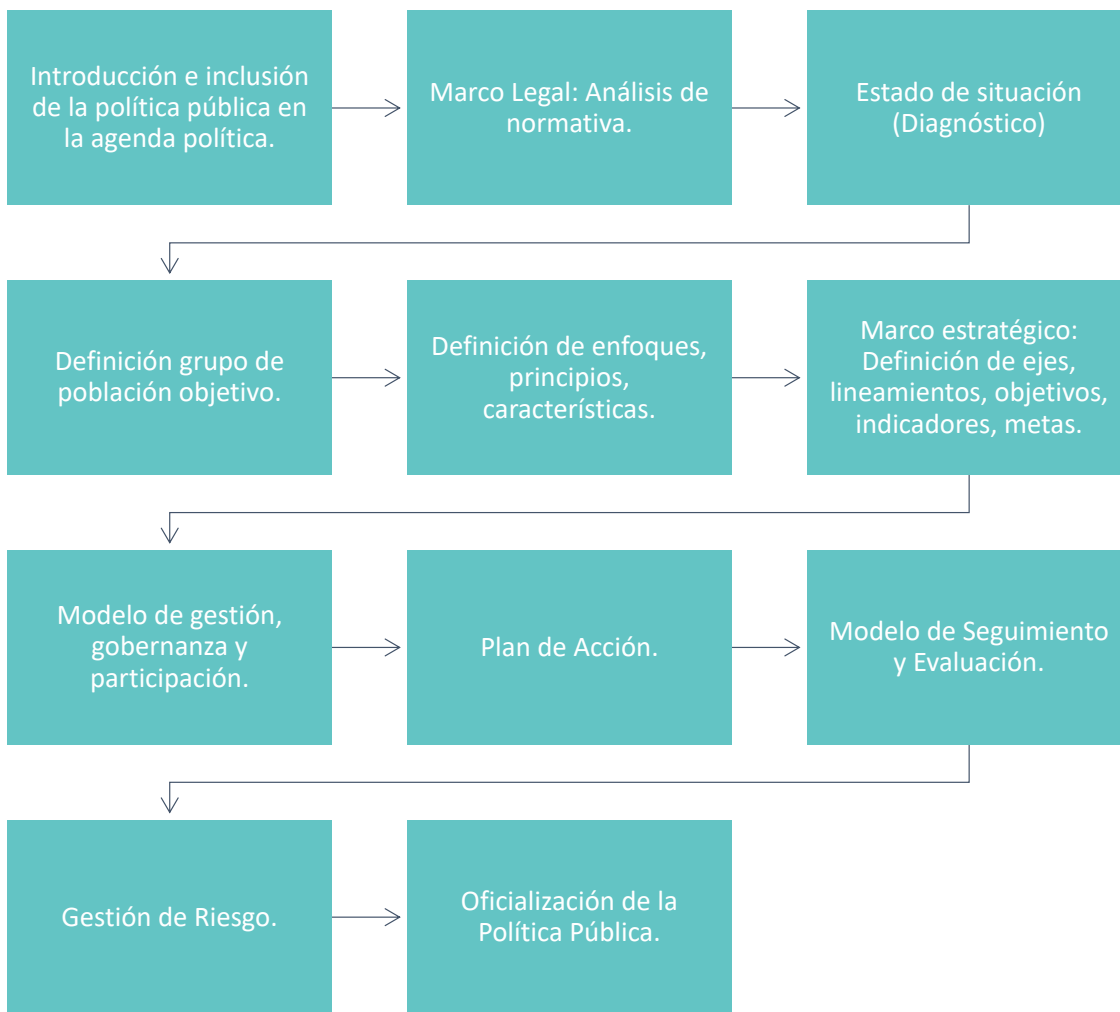 Introducción e inclusión
de la política pública en
la agenda política.
Marco Legal: Análisis de
normativa.
Estado de situación
(Diagnóstico)
Definición grupo de
población objetivo.
Definición de enfoques,
principios,
característícas.
Marco estratégico:
Definición de ejes,
lineamientos, objetivos,
indicadores, metas.
Modelo de gestión,
gobernanza y
participación.
Plan de Acción.
Modelo de Seguimiento
y Evaluación.
Gestión de Riesgo.
Oficialización de la
Política Pública.